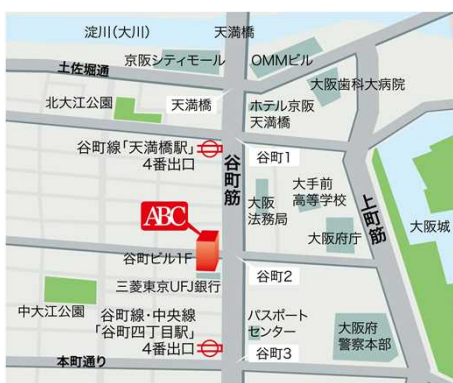 淀川(大川)
天満橋
京阪シティモール
OMMビル
土佐堀通
大阪歯科大病院
北大江公園
天満橋
ホテル京阪
天満橋
谷町線「天満橋駅」
4番出口
谷町筋
谷町1
大手前
高等学校
上町筋
ABC
大阪
法務局
大阪府庁
大阪城
谷町ビル1F
谷町2
三菱東京UFJ銀行
中大江公園
谷町線・中央線
「谷町四丁目駅」
4番出口
パスポート
センター
大阪府
警察本部
谷町3
本町通り